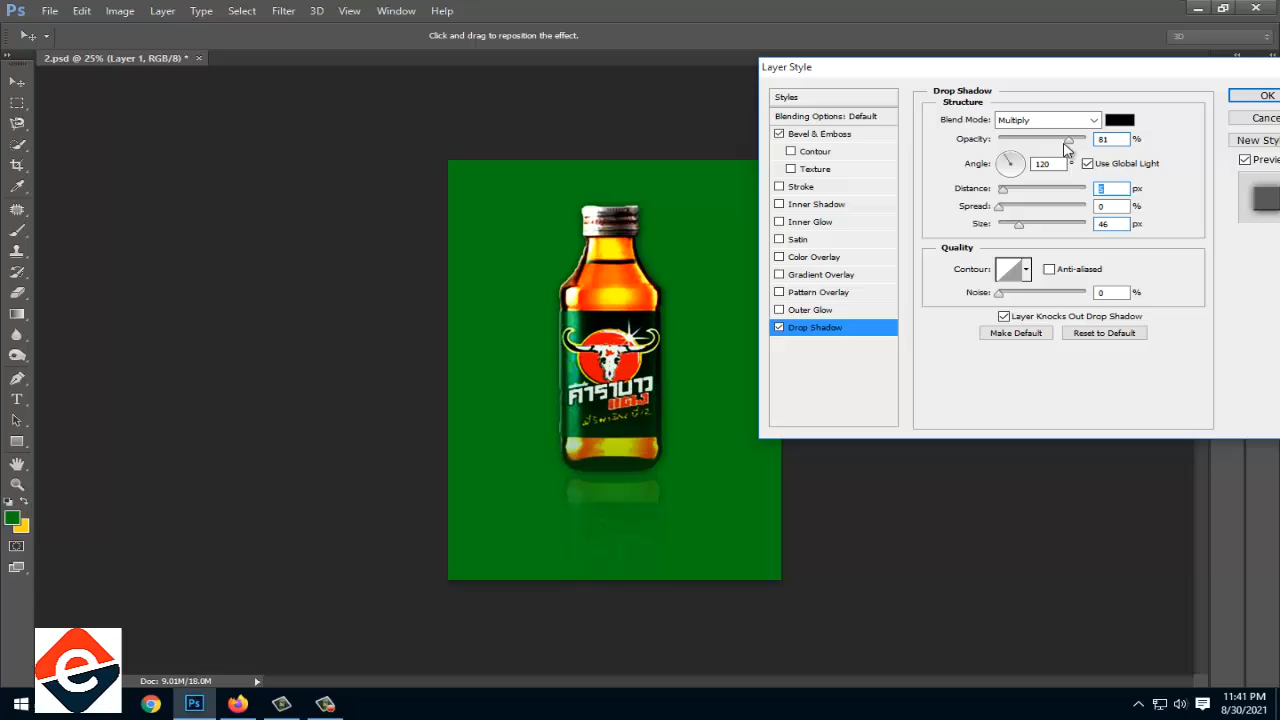 Ps File Edit Image Layer Type Select Filter 3D View Window Help
Click and drag to reposition the effect.
3D
2.psd @ 25% (Layer 1, RGB/8) *
Layer Style
Styles
Blending Options: Default
Bevel & Emboss
Contour
Texture
Stroke
Inner Shadow
Inner Glow
Satin
Color Overlay
Gradient Overlay
Pattern Overlay
Outer Glow
Drop Shadow
Drop Shadow
Structure
Blend Mode: Multiply
Opacity: 81 %
Angle: 120 ° Use Global Light
Distance: 5 px
Spread: 0 %
Size: 46 px
Quality
Contour: Anti-aliased
Noise: 0 %
Layer Knocks Out Drop Shadow
Make Default Reset to Default
OK
Cance
New Sty
Previe
คาราบาว
แดง
e
Doc: 9.01M/18.0M
Ps
11:41 PM
8/30/2021